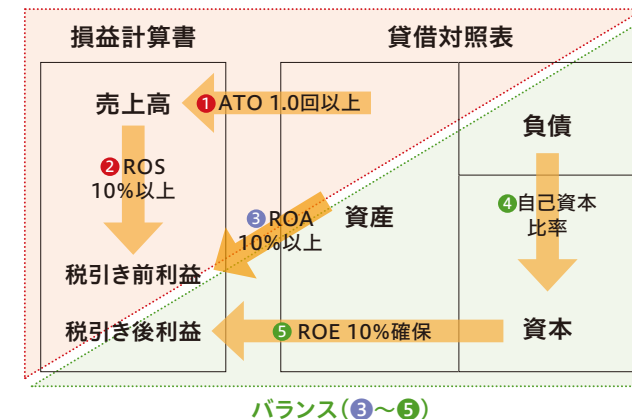 損益計算書
貸借対照表
売上高
❶ATO 1.0回以上
負債
❷ROS
10%以上
❹自己資本
比率
❸ROA
10%以上
資産
税引き前利益
税引き後利益
❺ROE 10%確保
資本
バランス(❸〜❺)